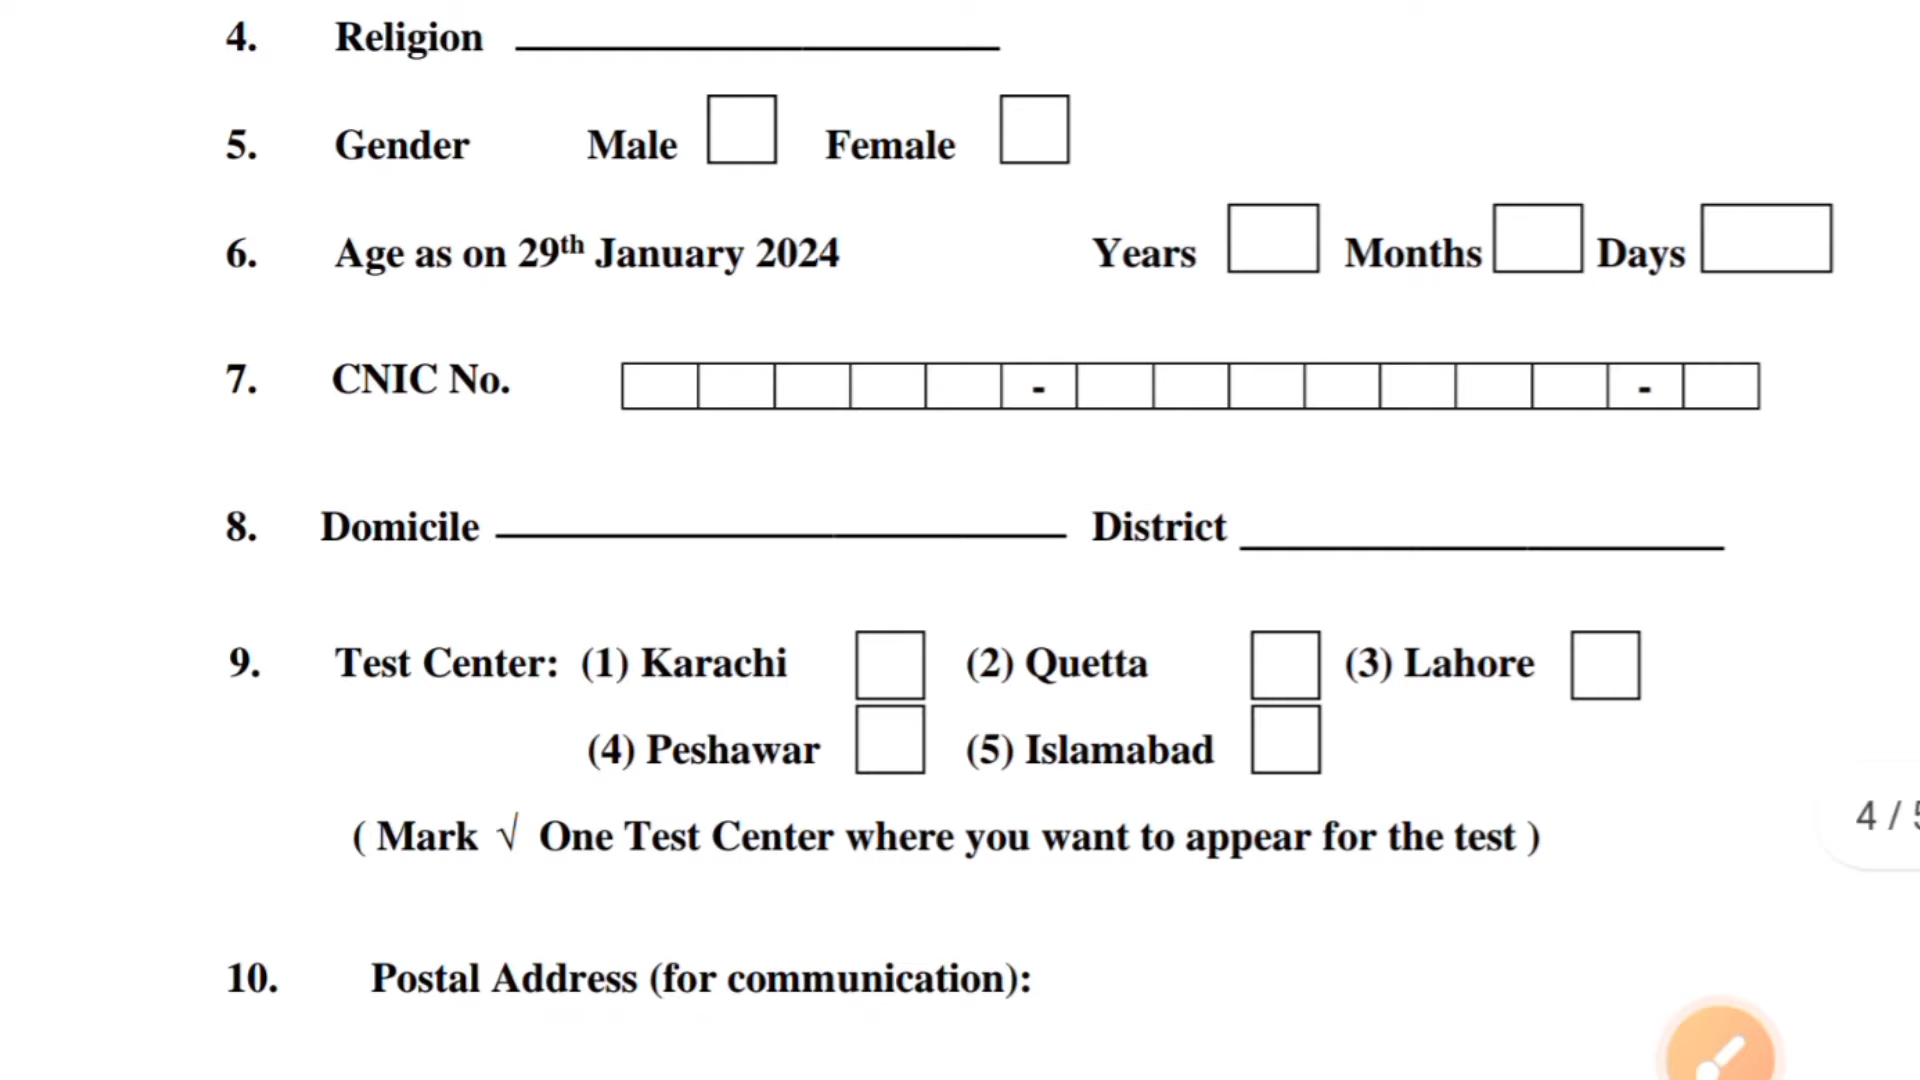 4. Religion
5. Gender Male Female
6. Age as on 29th January 2024 Years Months Days
7. CNIC No. - -
8. Domicile District
9. Test Center: (1) Karachi (2) Quetta (3) Lahore
(4) Peshawar (5) Islamabad
( Mark √ One Test Center where you want to appear for the test )
4 / 5
10. Postal Address (for communication):